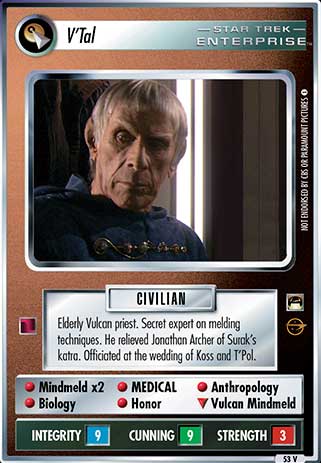 V'Tal
STAR TREK
ENTERPRISE™
NOT ENDORSED BY CBS OR PARAMOUNT PICTURES
CIVILIAN
Elderly Vulcan priest. Secret expert on melding
techniques. He relieved Jonathan Archer of Surak's
katra. Officiated at the wedding of Koss and T'Pol.
Mindmeld x2 MEDICAL Anthropology
Biology Honor Vulcan Mindmeld
INTEGRITY 9 CUNNING 9 STRENGTH 3
53 V